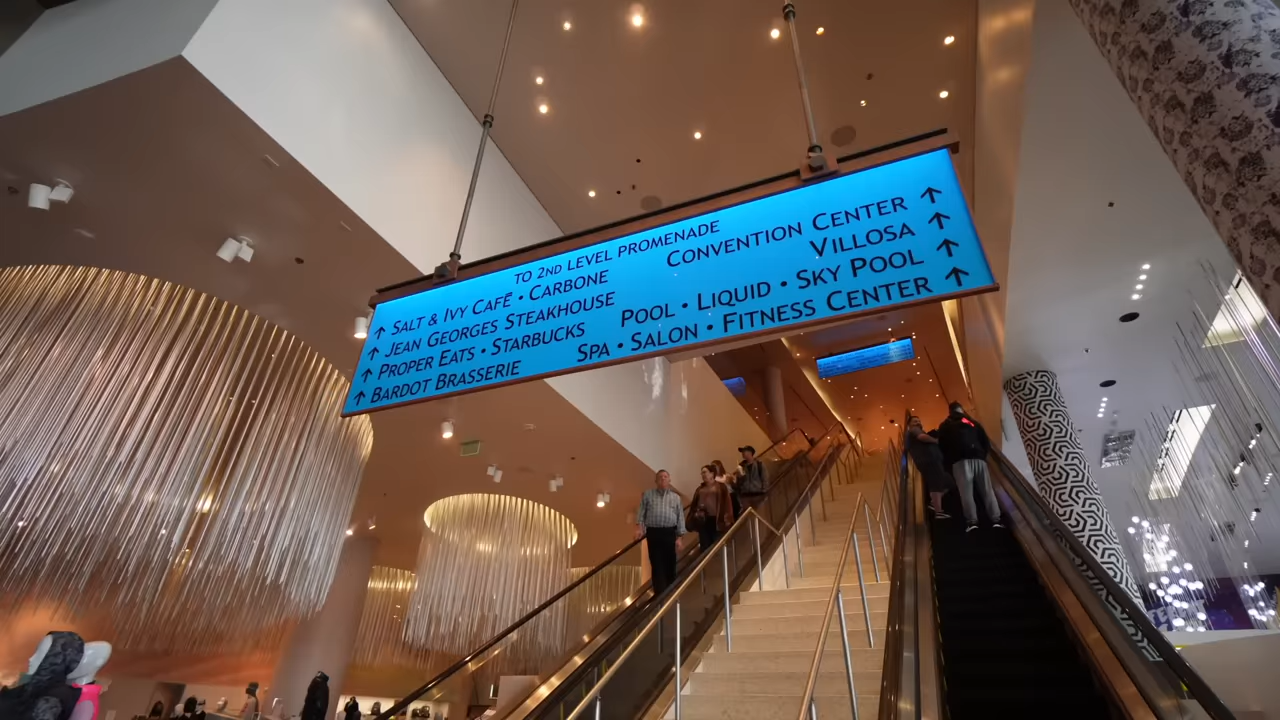 TO 2ND LEVEL PROMENADE
↑ SALT & IVY CAFÉ • CARBONE
↑ JEAN GEORGES STEAKHOUSE
↑ PROPER EATS • STARBUCKS
↑ BARDOT BRASSERIE
CONVENTION CENTER ↑
VILLOSA ↑
POOL • LIQUID • SKY POOL ↑
SPA • SALON • FITNESS CENTER ↑